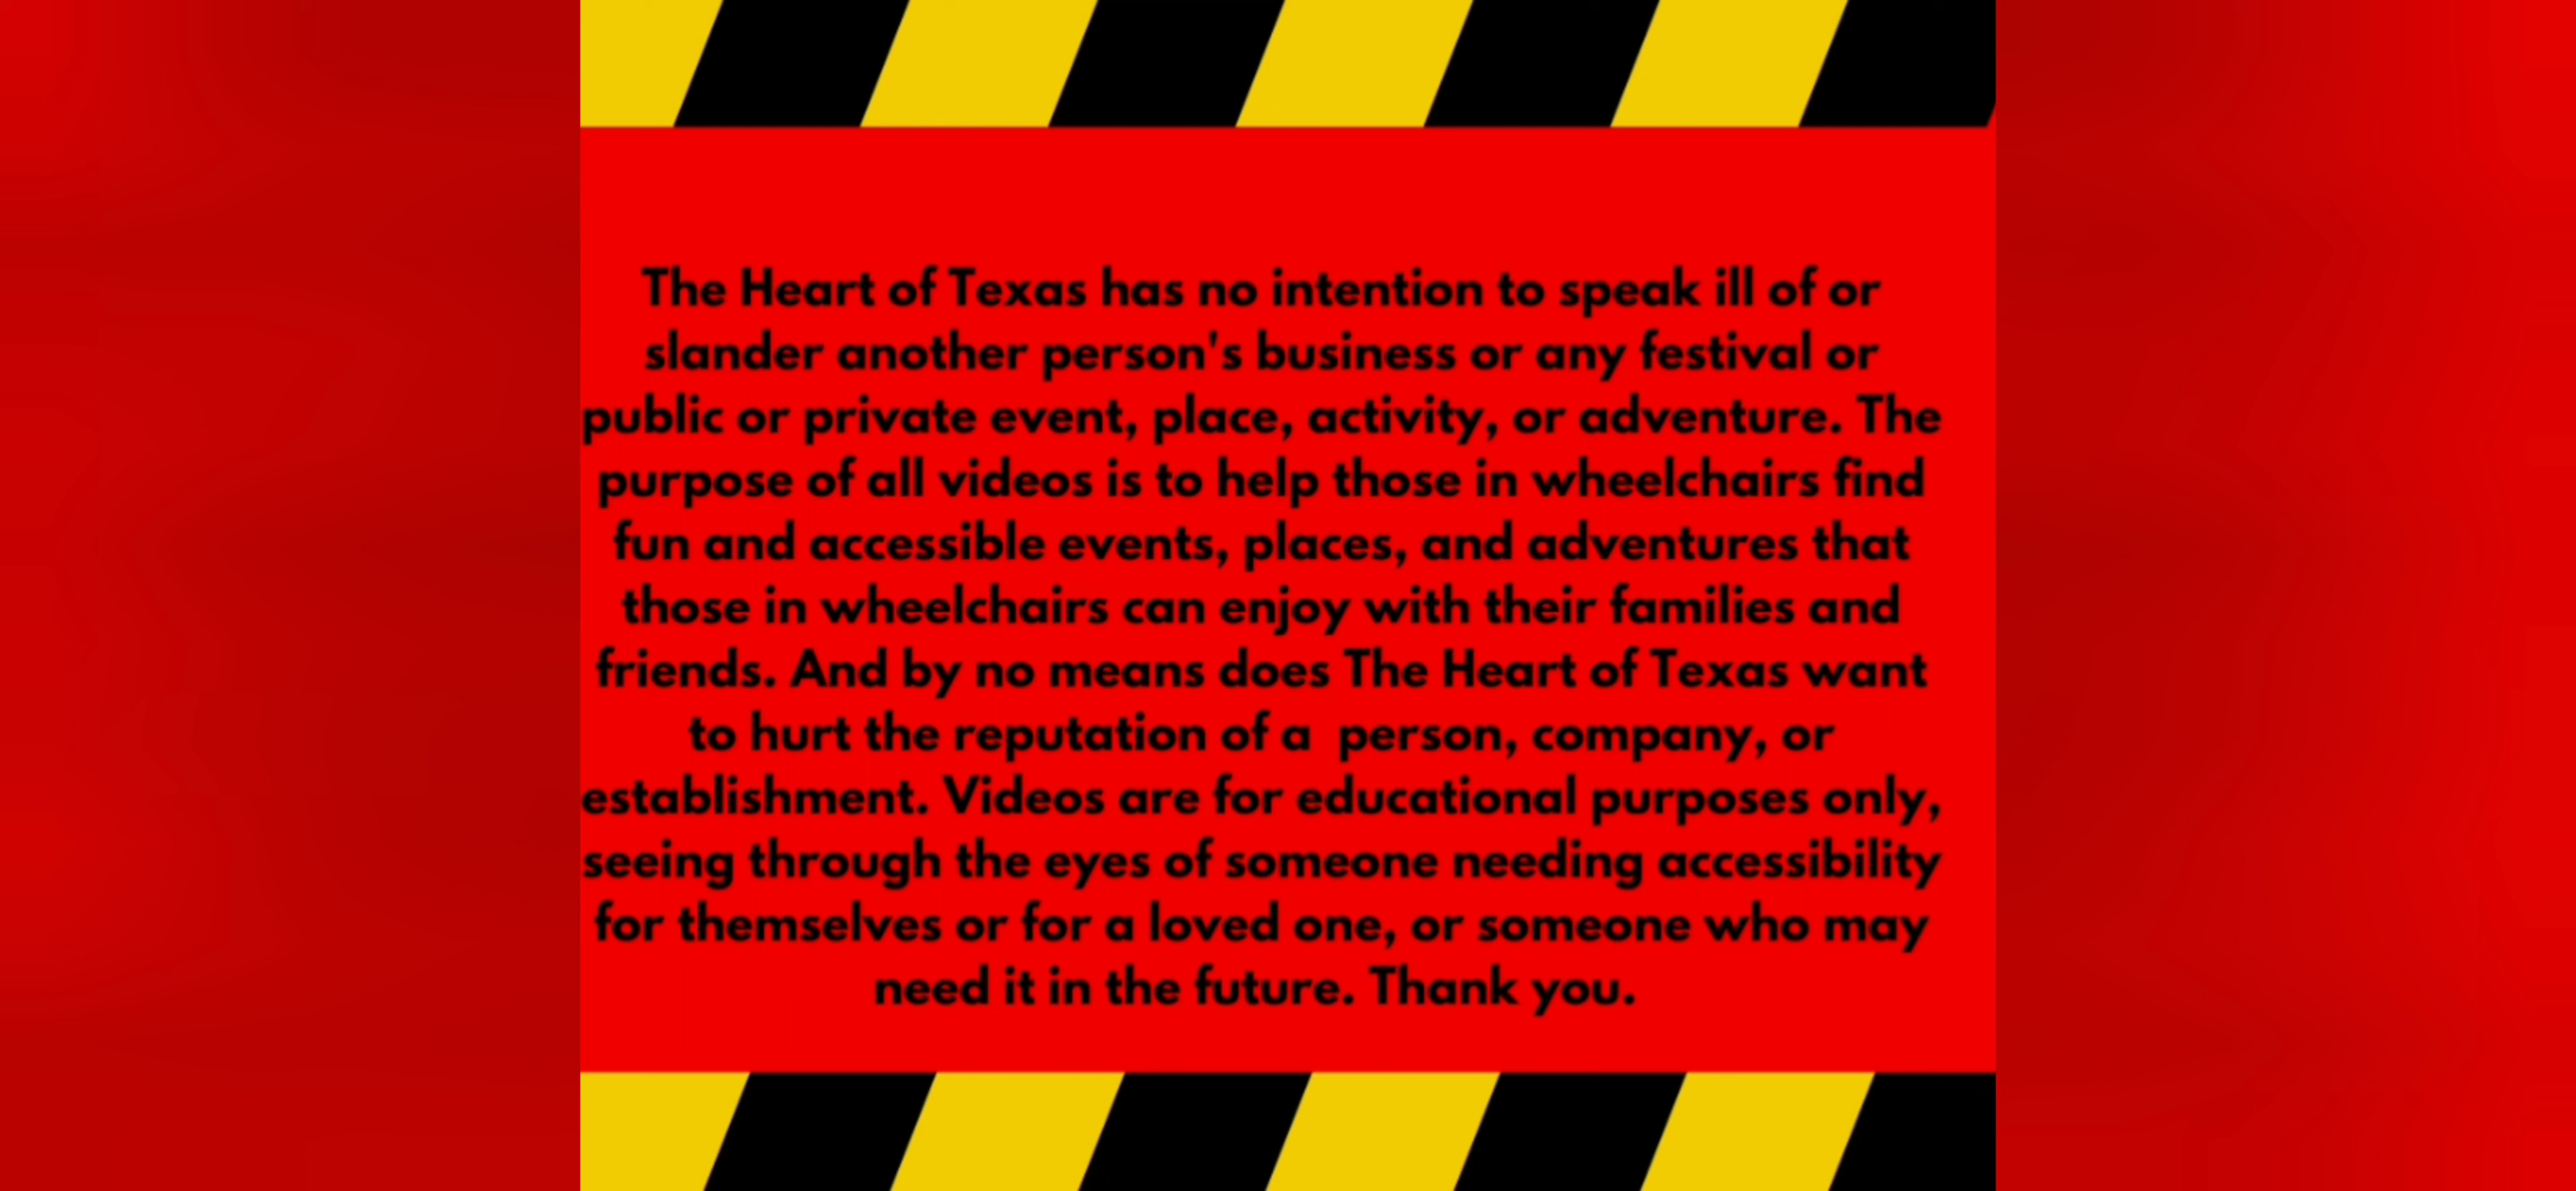 The Heart of Texas has no intention to speak ill of or
slander another person's business or any festival or
public or private event, place, activity, or adventure. The
purpose of all videos is to help those in wheelchairs find
fun and accessible events, places, and adventures that
those in wheelchairs can enjoy with their families and
friends. And by no means does The Heart of Texas want
to hurt the reputation of a  person, company, or
establishment. Videos are for educational purposes only,
seeing through the eyes of someone needing accessibility
for themselves or for a loved one, or someone who may
need it in the future. Thank you.